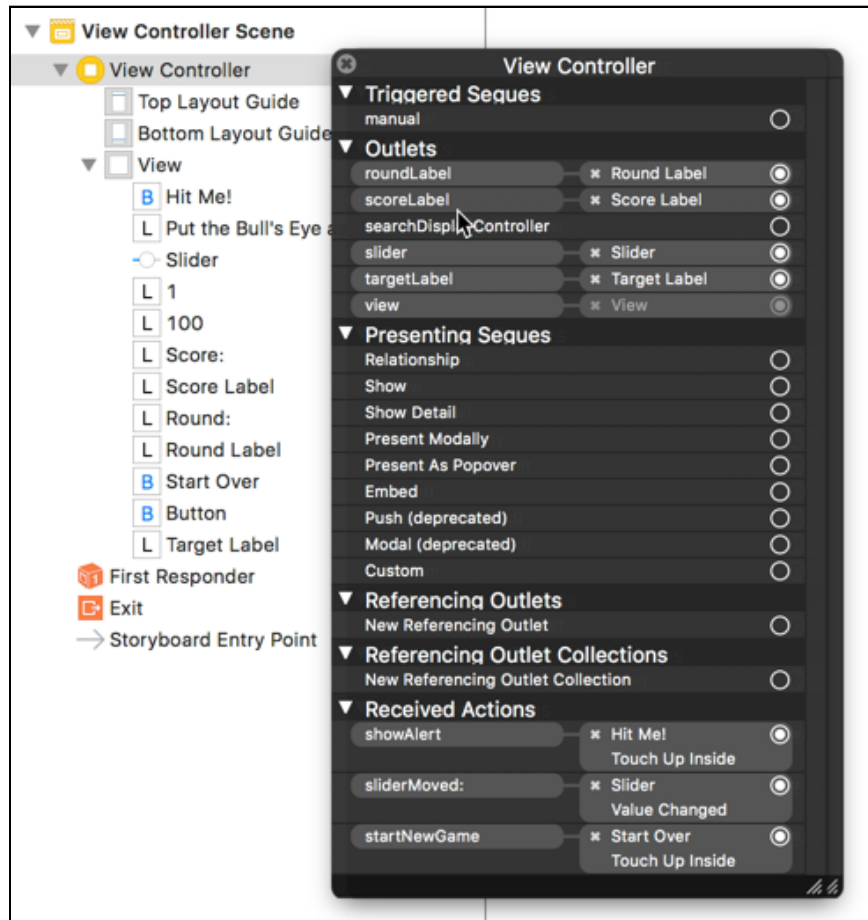 View Controller Scene
View Controller
Top Layout Guide
Bottom Layout Guide
View
B Hit Me!
L Put the Bull's Eye
Slider
L 1
L 100
L Score:
L Score Label
L Round:
L Round Label
B Start Over
B Button
L Target Label
First Responder
Exit
Storyboard Entry Point
View Controller
Triggered Segues
manual
Outlets
roundLabel Round Label
scoreLabel Score Label
searchDisplayController
slider Slider
targetLabel Target Label
view View
Presenting Segues
Relationship
Show
Show Detail
Present Modally
Present As Popover
Embed
Push (deprecated)
Modal (deprecated)
Custom
Referencing Outlets
New Referencing Outlet
Referencing Outlet Collections
New Referencing Outlet Collection
Received Actions
showAlert Hit Me!
Touch Up Inside
sliderMoved: Slider
Value Changed
startNewGame Start Over
Touch Up Inside